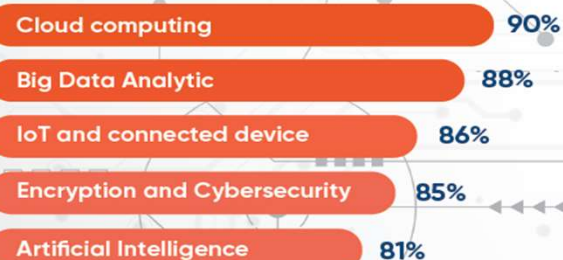 Cloud computing 90%
Big Data Analytic 88%
IoT and connected device 86%
Encryption and Cybersecurity 85%
Artificial Intelligence 81%